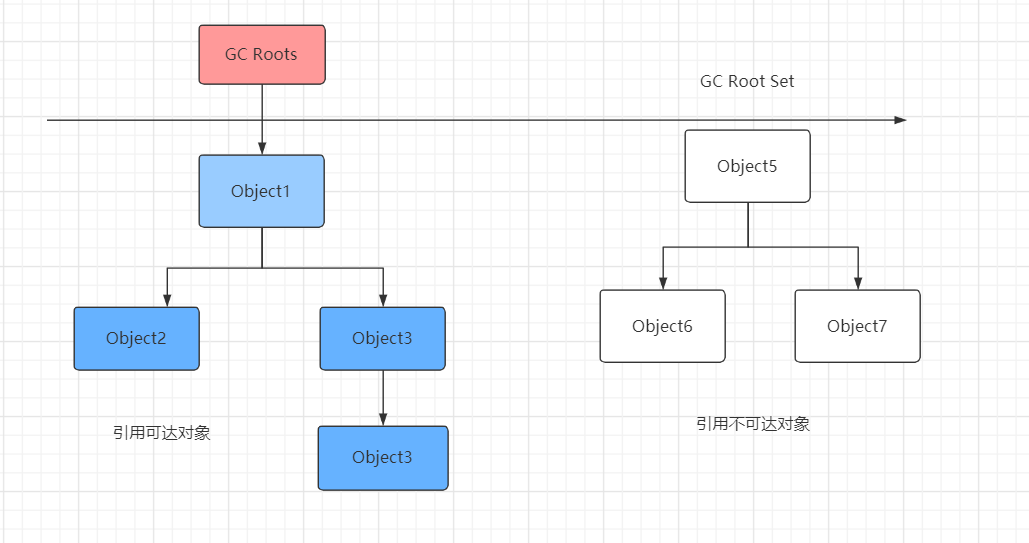 GC Roots
GC Root Set
Object1
Object5
Object2
Object3
Object6
Object7
Object3
引用可达对象
引用不可达对象